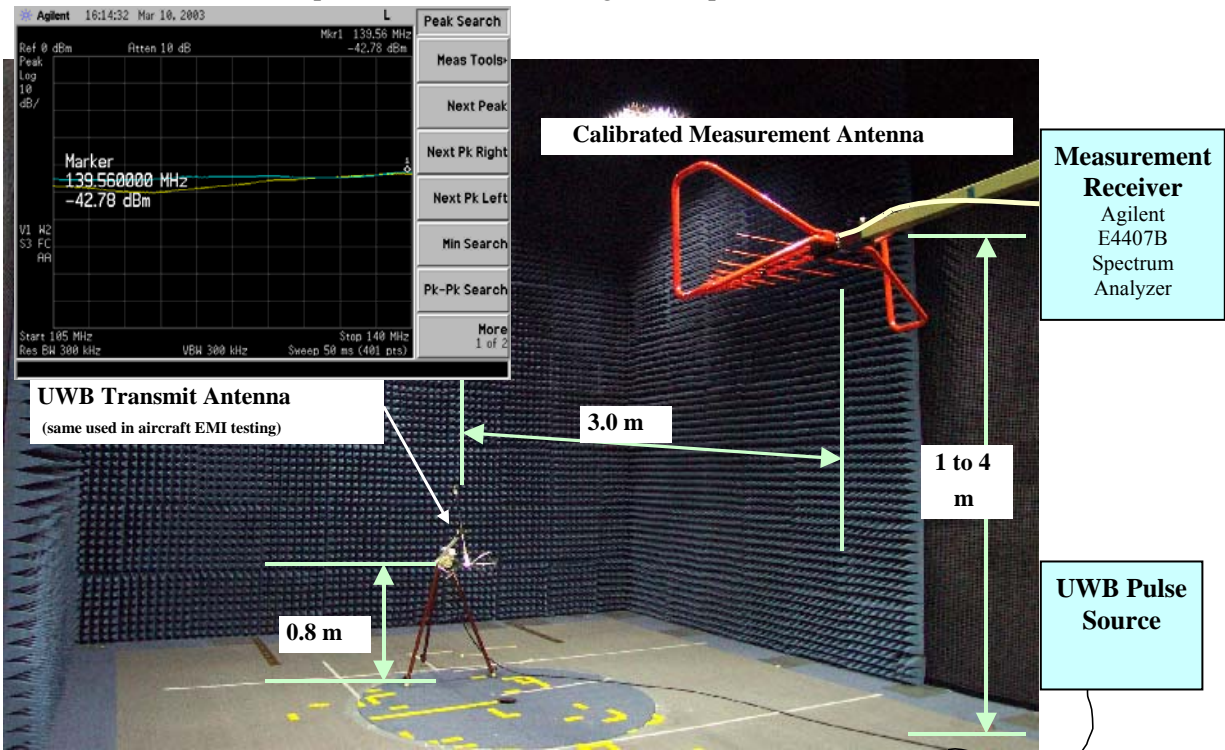 Agilent 16:14:32 Mar 10, 2003 L
Peak Search
Mkr1 139.56 MHz
Ref 0 dBm Atten 10 dB -42.78 dBm
Peak
Log
10
dB/
Meas Tools
Next Peak
Next Pk Right
Next Pk Left
Min Search
Pk-Pk Search
More
1 of 2
1
Marker
139.560000 MHz
-42.78 dBm
V1 W2
S3 FC
AA
Start 105 MHz Stop 140 MHz
Res BW 300 kHz VBW 300 kHz Sweep 50 ms (401 pts)
Calibrated Measurement Antenna
Measurement
Receiver
Agilent
E4407B
Spectrum
Analyzer
UWB Transmit Antenna
(same used in aircraft EMI testing)
3.0 m
1 to 4
m
0.8 m
UWB Pulse
Source